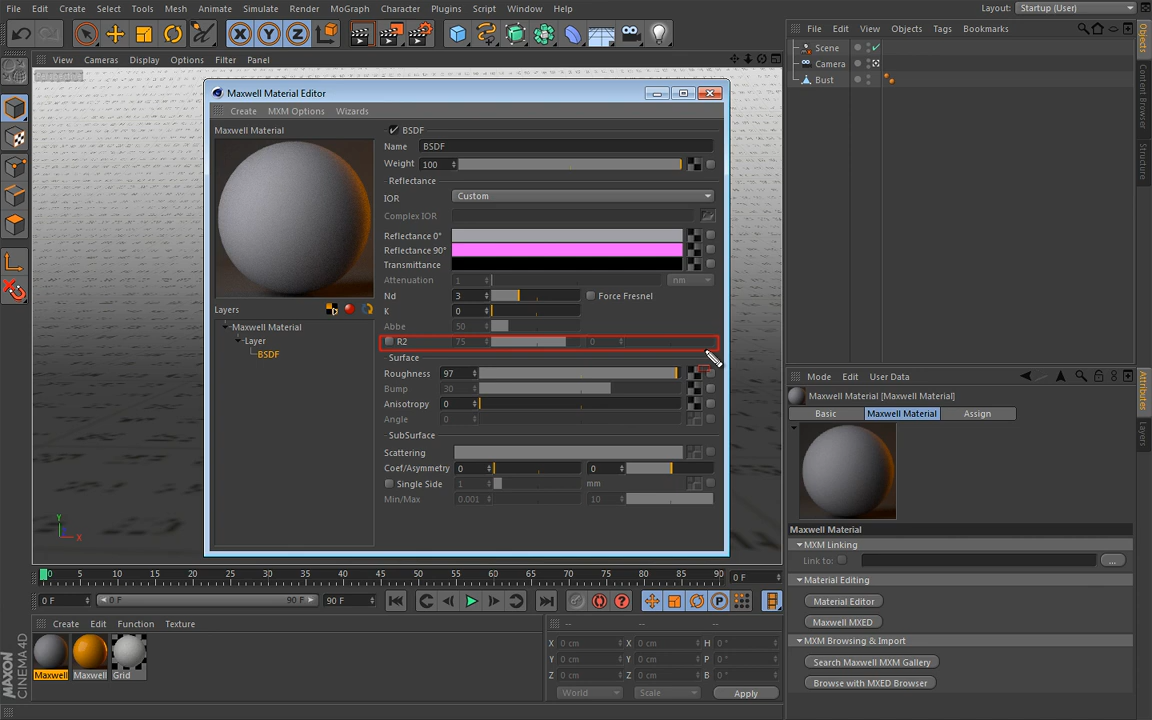 File Edit Create Select Tools Mesh Animate Simulate Render MoGraph Character Plugins Script Window Help
Layout: Startup (User)
View Cameras Display Options Filter Panel
File Edit View Objects Tags Bookmarks
Scene
Camera
Bust
Objects
Content Browser
Structure
Maxwell Material Editor
Create MXM Options Wizards
Maxwell Material
BSDF
Name BSDF
Weight 100
Reflectance
IOR Custom
Complex IOR
Reflectance 0°
Reflectance 90°
Transmittance
Attenuation 1 nm
Nd 3 Force Fresnel
K 0
Abbe 50
R2 75 0
Surface
Roughness 97
Bump 30
Anisotropy 0
Angle 0
SubSurface
Scattering
Coef/Asymmetry 0 0
Single Side 1 mm
Min/Max 0.001 10
Layers
Maxwell Material
Layer
BSDF
Y
X
Mode Edit User Data
Maxwell Material [Maxwell Material]
Basic Maxwell Material Assign
Attributes
Layers
Maxwell Material
MXM Linking
Link to: ...
Material Editing
Material Editor
Maxwell MXED
MXM Browsing & Import
Search Maxwell MXM Gallery
Browse with MXED Browser
0 5 10 15 20 25 30 35 40 45 50 55 60 65 70 75 80 85 90 0 F
0 F 0 F 90 F 90 F
Create Edit Function Texture
Maxwell Maxwell Grid
-- -- --
X 0 cm X 0 cm H 0 °
Y 0 cm Y 0 cm P 0 °
Z 0 cm Z 0 cm B 0 °
World Scale Apply
MAXON
CINEMA 4D